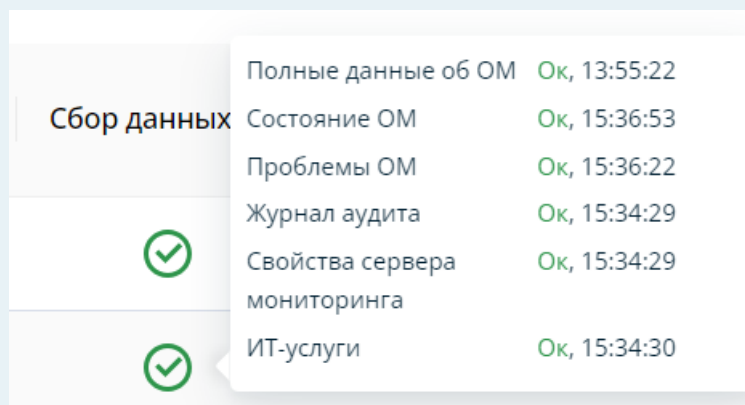 Сбор данных
Полные данные об ОМ Ок, 13:55:22
Состояние ОМ Ок, 15:36:53
Проблемы ОМ Ок, 15:36:22
Журнал аудита Ок, 15:34:29
Свойства сервера Ок, 15:34:29
мониторинга
ИТ-услуги Ок, 15:34:30